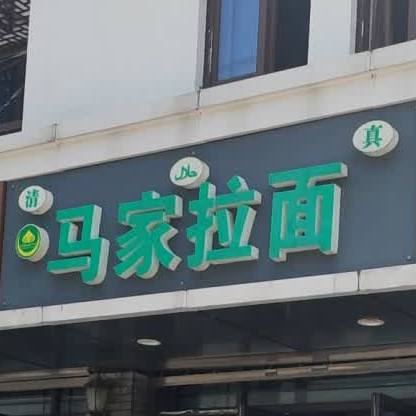 清 حلال 真
马家拉面